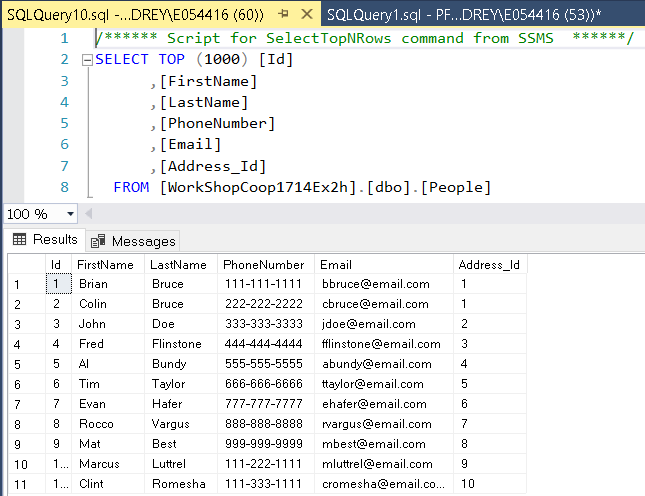 SQLQuery10.sql -...DREY\E054416 (60)) SQLQuery1.sql - PF...DREY\E054416 (53))*
1 /****** Script for SelectTopNRows command from SSMS ******/
2 SELECT TOP (1000) [Id]
3 ,[FirstName]
4 ,[LastName]
5 ,[PhoneNumber]
6 ,[Email]
7 ,[Address_Id]
8 FROM [WorkShopCoop1714Ex2h].[dbo].[People]
100 %
Results Messages
Id FirstName LastName PhoneNumber Email Address_Id
1 1 Brian Bruce 111-111-1111 bbruce@email.com 1
2 2 Colin Bruce 222-222-2222 cbruce@email.com 1
3 3 John Doe 333-333-3333 jdoe@email.com 2
4 4 Fred Flinstone 444-444-4444 fflinstone@email.com 3
5 5 Al Bundy 555-555-5555 abundy@email.com 4
6 6 Tim Taylor 666-666-6666 ttaylor@email.com 5
7 7 Evan Hafer 777-777-7777 ehafer@email.com 6
8 8 Rocco Vargus 888-888-8888 rvargus@email.com 7
9 9 Mat Best 999-999-9999 mbest@email.com 8
10 1... Marcus Luttrel 111-222-1111 mluttrel@email.com 9
11 1... Clint Romesha 111-333-1111 cromesha@email.co... 10